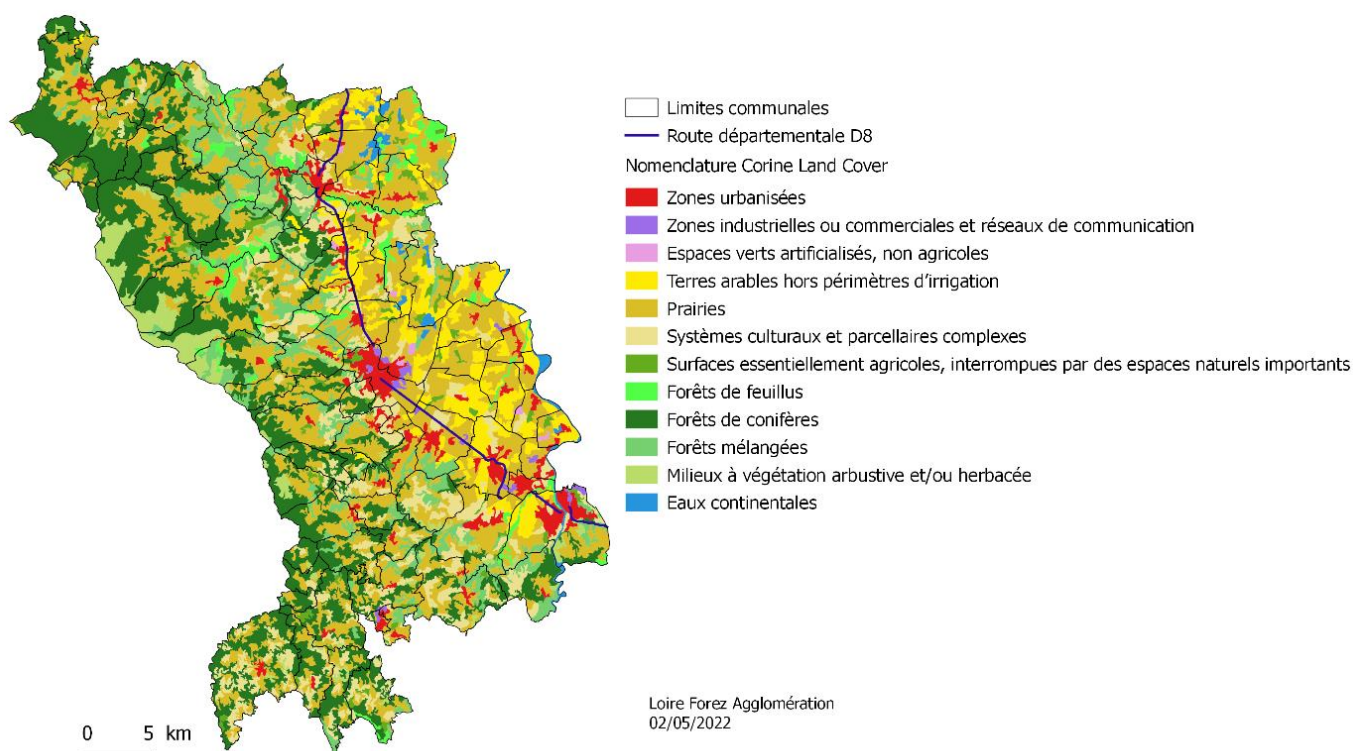 Limites communales
Route départementale D8
Nomenclature Corine Land Cover
Zones urbanisées
Zones industrielles ou commerciales et réseaux de communication
Espaces verts artificialisés, non agricoles
Terres arables hors périmètres d'irrigation
Prairies
Systèmes culturaux et parcellaires complexes
Surfaces essentiellement agricoles, interrompues par des espaces naturels importants
Forêts de feuillus
Forêts de conifères
Forêts mélangées
Milieux à végétation arbustive et/ou herbacée
Eaux continentales
Loire Forez Agglomération
02/05/2022
0 5 km